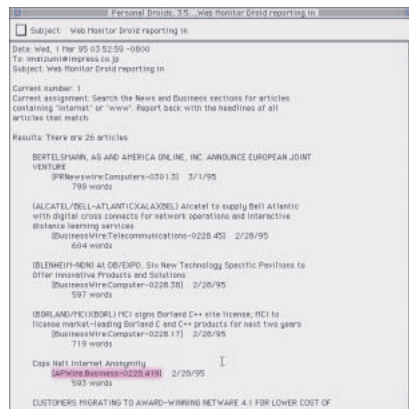 Personal Droids, 3.5 ...Web Monitor Droid reporting in
Subject: Web Monitor Droid reporting in
Date: Wed, 1 Mar 95 03:52:59 -0800
To: imaizumi@impress.co.jp
Subject: Web Monitor Droid reporting in
Current number: 1
Current assignment: Search the News and Business sections for articles
containing "internet" or "www". Report back with the headlines of all
articles that match.
Results: There are 26 articles
BERTELSMANN, AG AND AMERICA ONLINE, INC. ANNOUNCE EUROPEAN JOINT
VENTURE
[PRNewswire:Computers-0301.3] 3/1/95
799 words
(ALCATEL/BELL-ATLANTIC)(ALA)(BEL) Alcatel to supply Bell Atlantic
with digital cross connects for network operations and interactive
distance learning services
[BusinessWire:Telecommunications-0228.45] 2/28/95
604 words
(BLENHEIM-NDN) At DB/EXPO, Six New Technology Specific Pavilions to
Offer Innovative Products and Solutions
[BusinessWire:Computer-0228.38] 2/28/95
597 words
(BORLAND/MCI)(BORL) MCI signs Borland C++ site license; MCI to
license market-leading Borland C and C++ products for next two years
[BusinessWire:Computer-0228.17] 2/28/95
719 words
Cops Halt Internet Anonymity
[APWire:Business-0228.419] 2/28/95
593 words
CUSTOMERS MIGRATING TO AWARD-WINNING NETWARE 4.1 FOR LOWER COST OF